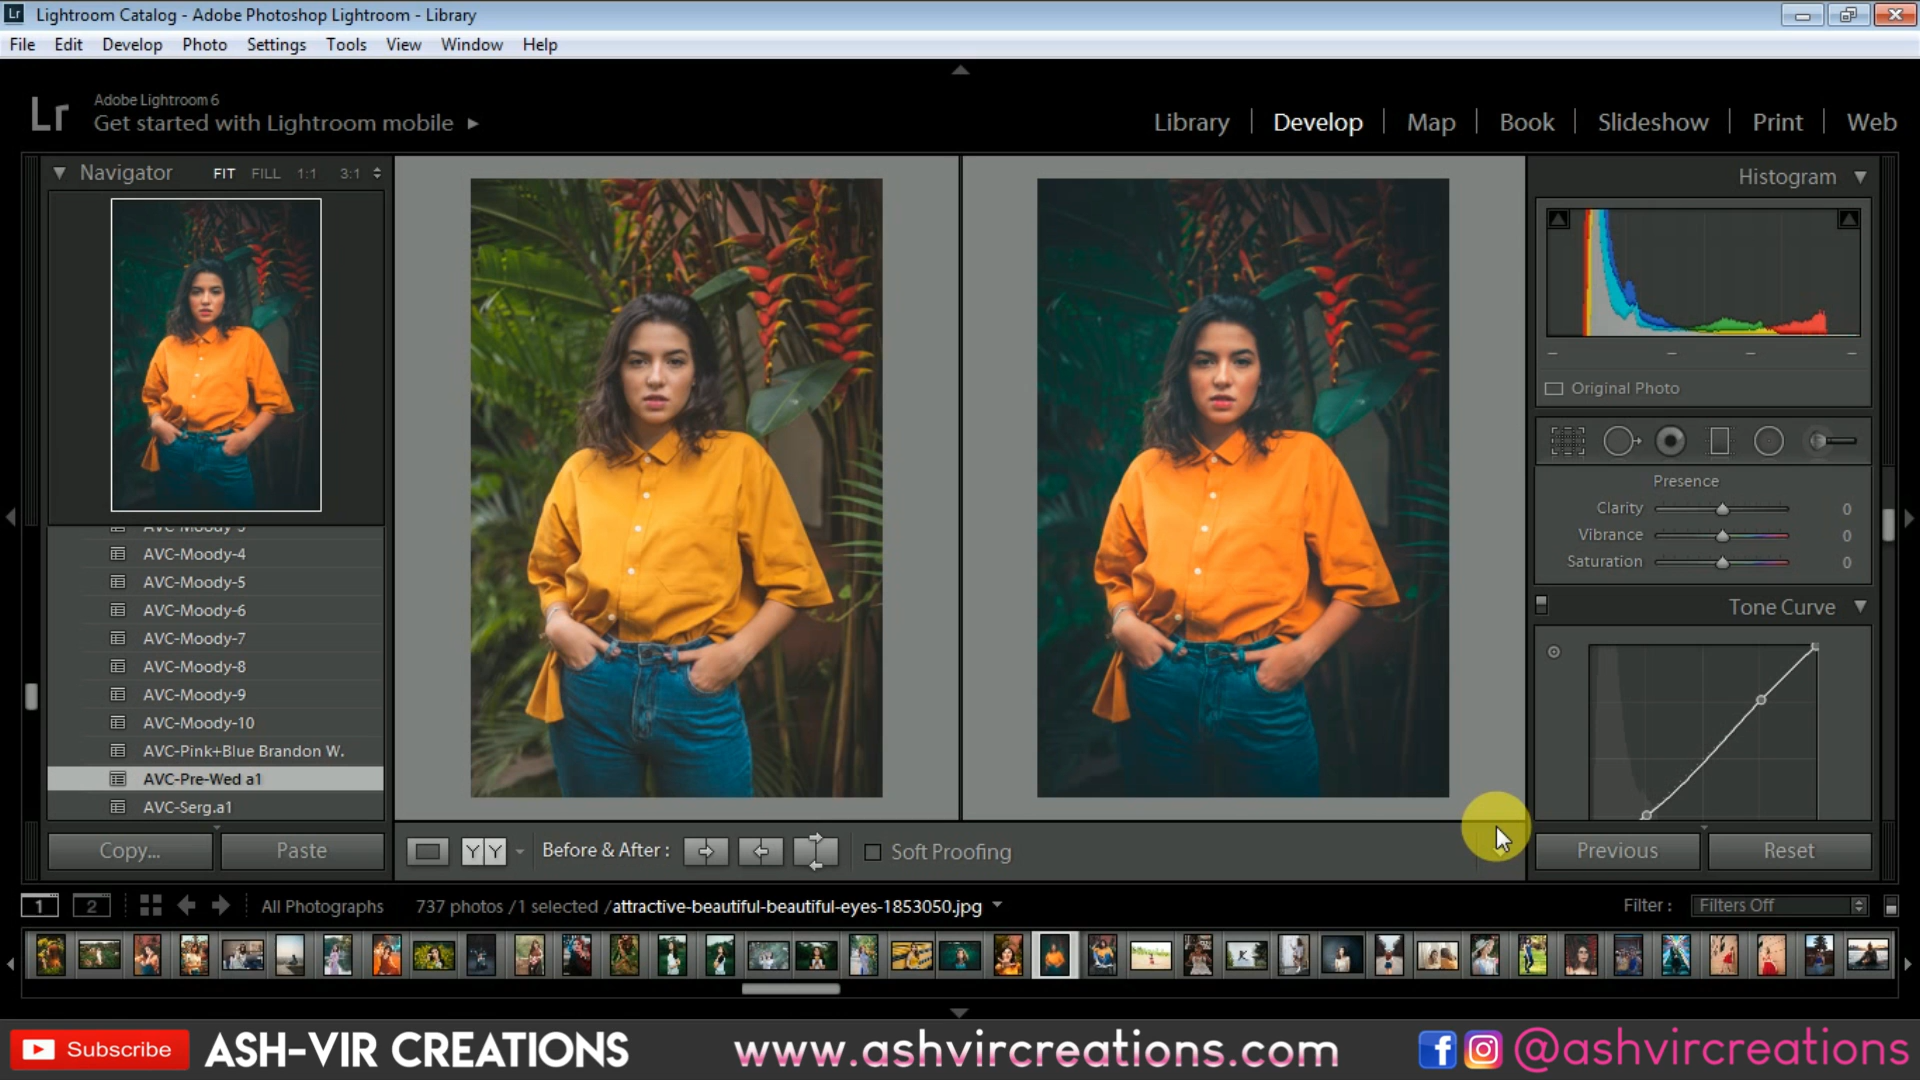 Lightroom Catalog - Adobe Photoshop Lightroom - Library
File Edit Develop Photo Settings Tools View Window Help
Lr
Adobe Lightroom 6
Get started with Lightroom mobile
Library Develop Map Book Slideshow Print Web
Navigator FIT FILL 1:1 3:1
Histogram
Original Photo
Presence
Clarity 0
Vibrance 0
Saturation 0
Tone Curve
AVC-Moody-4
AVC-Moody-5
AVC-Moody-6
AVC-Moody-7
AVC-Moody-8
AVC-Moody-9
AVC-Moody-10
AVC-Pink+Blue Brandon W.
AVC-Pre-Wed a1
AVC-Serg.a1
Copy... Paste
YY Before & After : Soft Proofing
Previous Reset
1 2 All Photographs 737 photos /1 selected /attractive-beautiful-beautiful-eyes-1853050.jpg
Filter : Filters Off
Subscribe ASH-VIR CREATIONS www.ashvircreations.com @ashvircreations